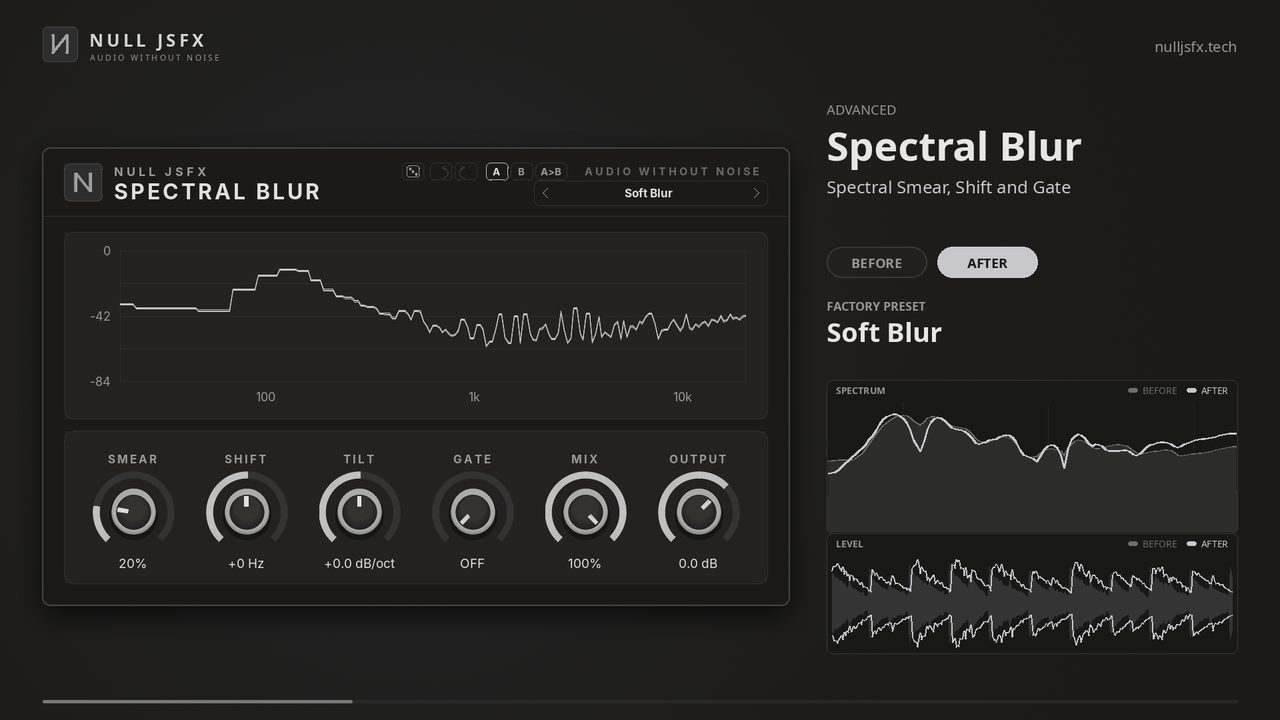 NULL JSFX
AUDIO WITHOUT NOISE
nulljsfx.tech
NULL JSFX
SPECTRAL BLUR
A B A>B AUDIO WITHOUT NOISE
Soft Blur
0
-42
-84
100 1k 10k
SMEAR SHIFT TILT GATE MIX OUTPUT
20% +0 Hz +0.0 dB/oct OFF 100% 0.0 dB
ADVANCED
Spectral Blur
Spectral Smear, Shift and Gate
BEFORE AFTER
FACTORY PRESET
Soft Blur
SPECTRUM BEFORE AFTER
LEVEL BEFORE AFTER